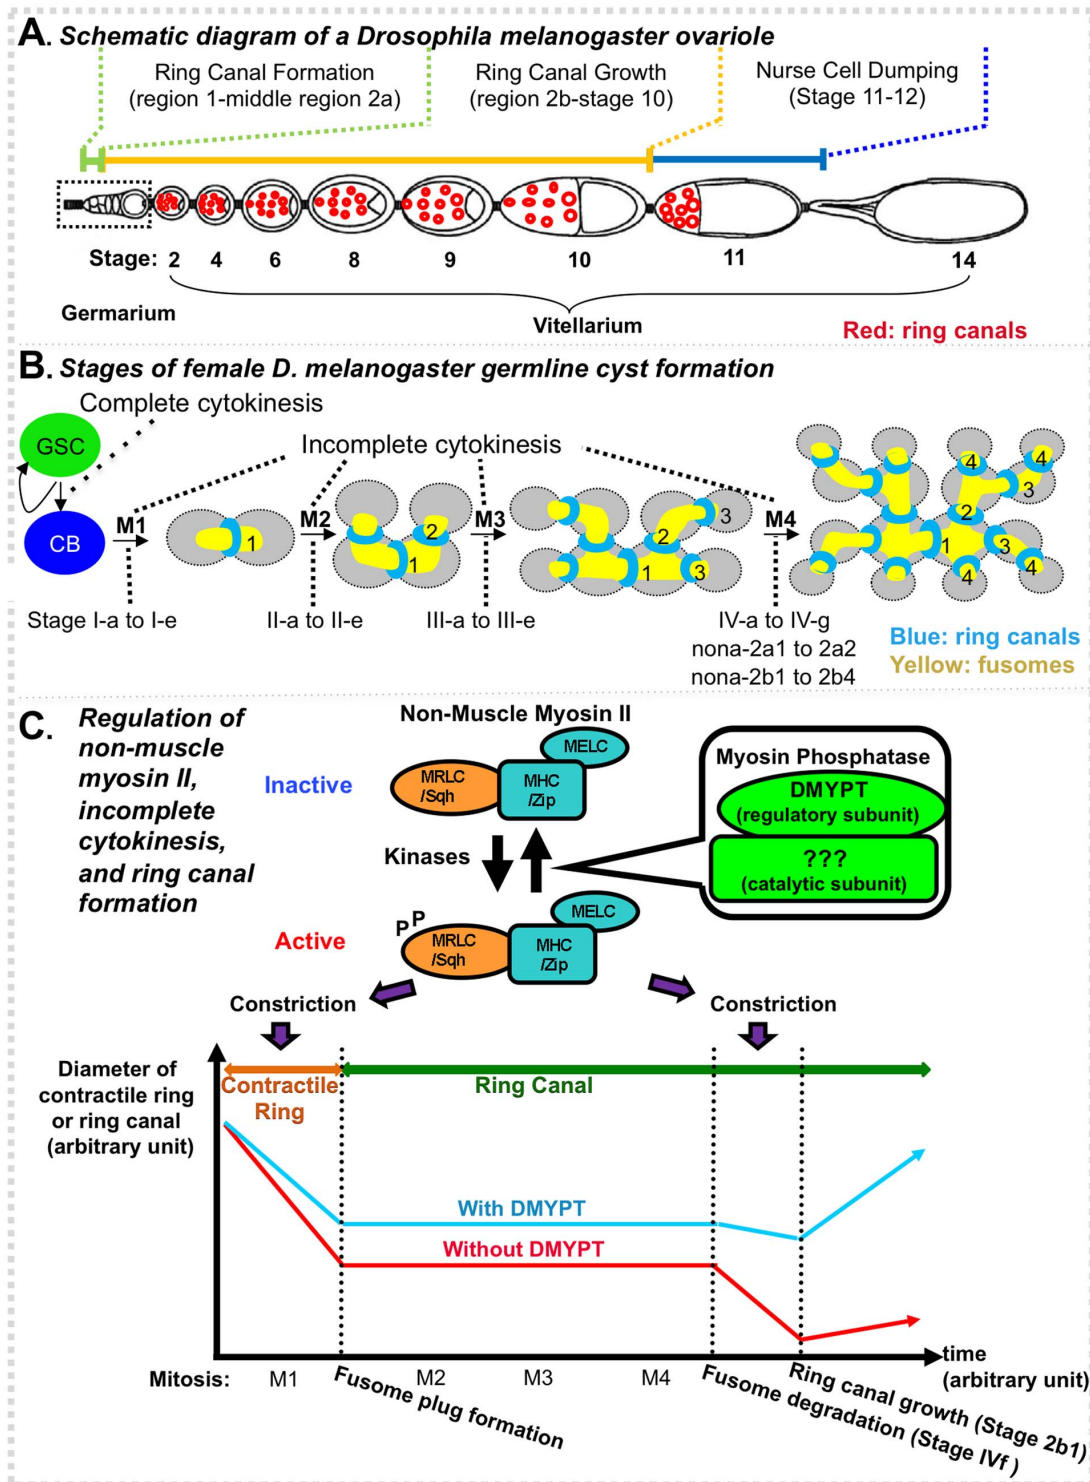 A. Schematic diagram of a Drosophila melanogaster ovariole
Ring Canal Formation
(region 1-middle region 2a)
Ring Canal Growth
(region 2b-stage 10)
Nurse Cell Dumping
(Stage 11-12)
Stage: 2 4 6 8 9 10 11 14
Germarium
Vitellarium
Red: ring canals
B. Stages of female D. melanogaster germline cyst formation
Complete cytokinesis
GSC
CB
Incomplete cytokinesis
M1
1
M2
2
1
M3
3
2
1
3
M4
4
4
3
2
1
3
4
4
Stage I-a to I-e
II-a to II-e
III-a to III-e
IV-a to IV-g
nona-2a1 to 2a2
nona-2b1 to 2b4
Blue: ring canals
Yellow: fusomes
C. Regulation of
non-muscle
myosin II,
incomplete
cytokinesis,
and ring canal
formation
Non-Muscle Myosin II
Inactive
MELC
MRLC
/Sqh
MHC
/Zip
Kinases
Myosin Phosphatase
DMYPT
(regulatory subunit)
???
(catalytic subunit)
Active
P P
MELC
MRLC
/Sqh
MHC
/Zip
Constriction
Constriction
Diameter of
contractile ring
or ring canal
(arbitrary unit)
Contractile
Ring
Ring Canal
With DMYPT
Without DMYPT
time
(arbitrary unit)
Mitosis: M1 M2 M3 M4
Fusome plug formation
Fusome degradation (Stage IVf )
Ring canal growth (Stage 2b1)